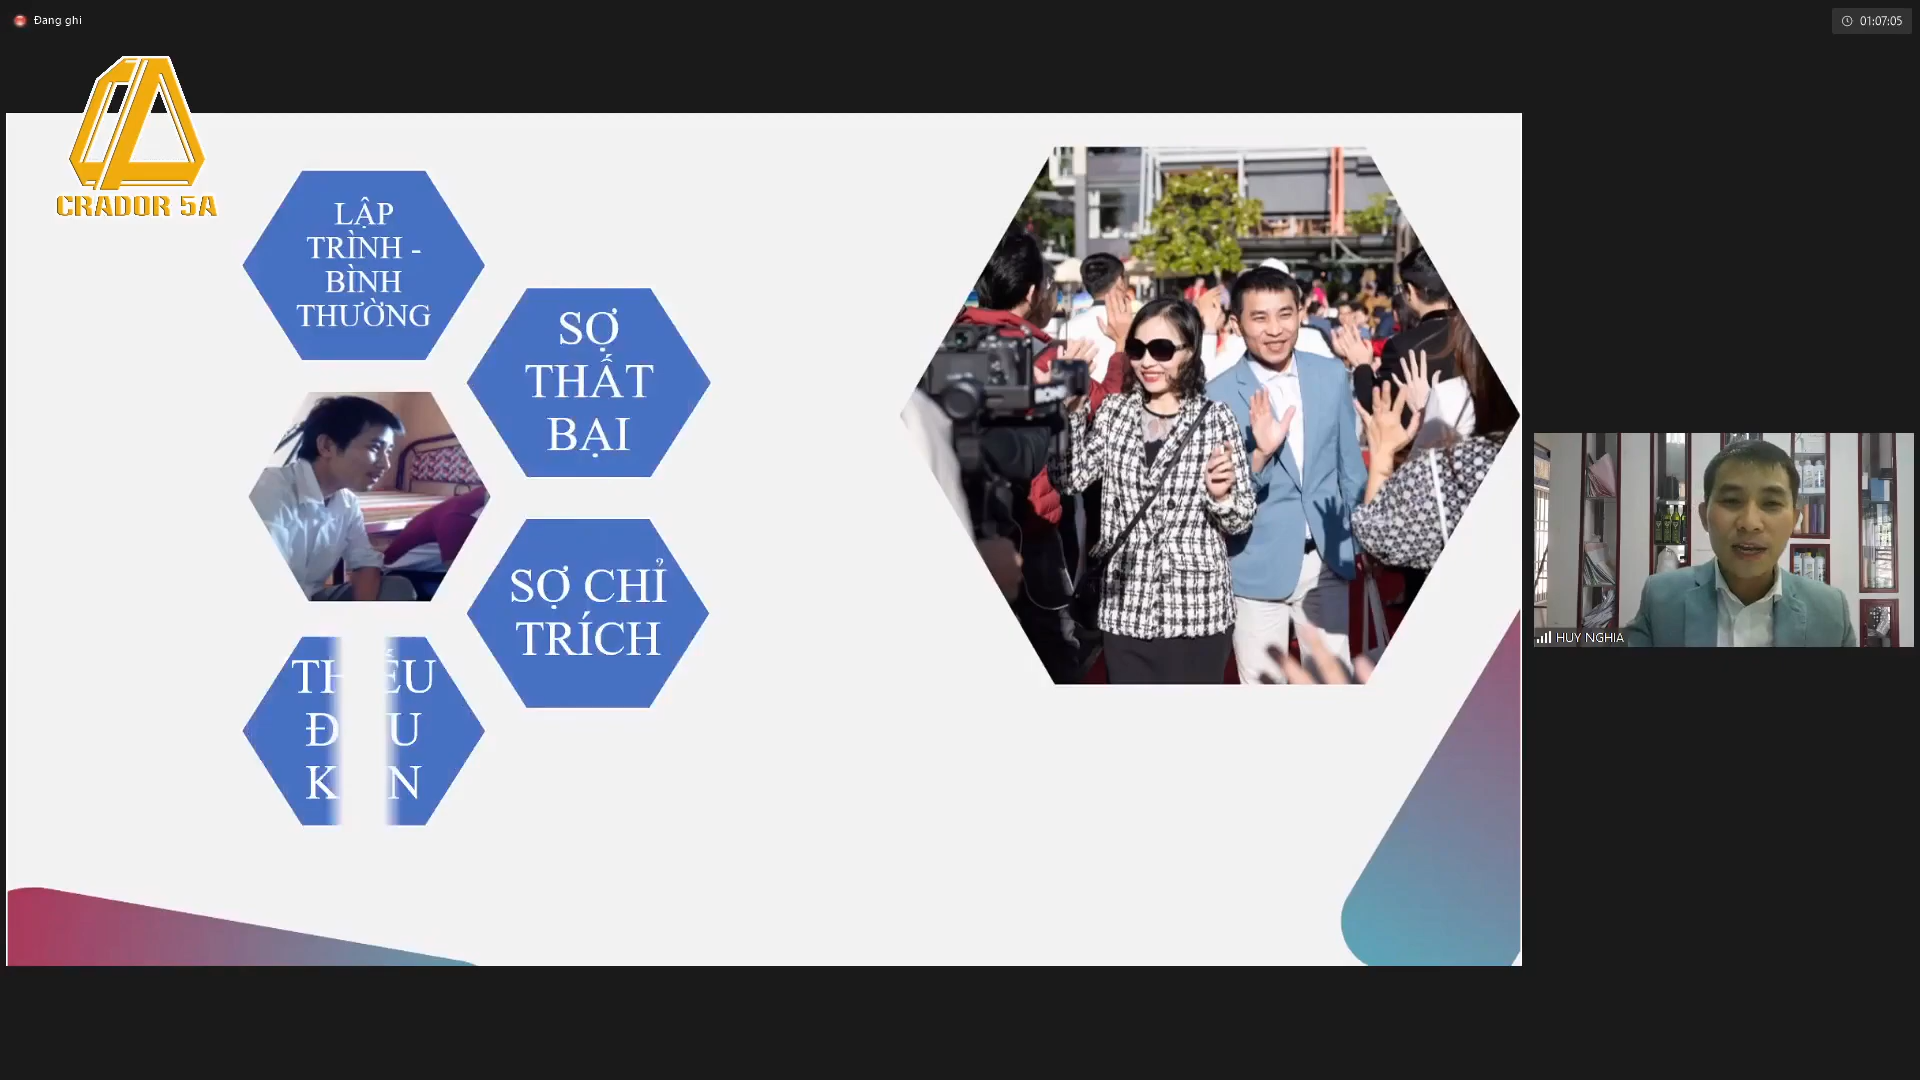 Đang ghi
01:07:05
CRADOR 5A
LẬP
TRÌNH -
BÌNH
THƯỜNG
SỢ
THẤT
BẠI
SỢ CHỈ
TRÍCH
HUY NGHIA